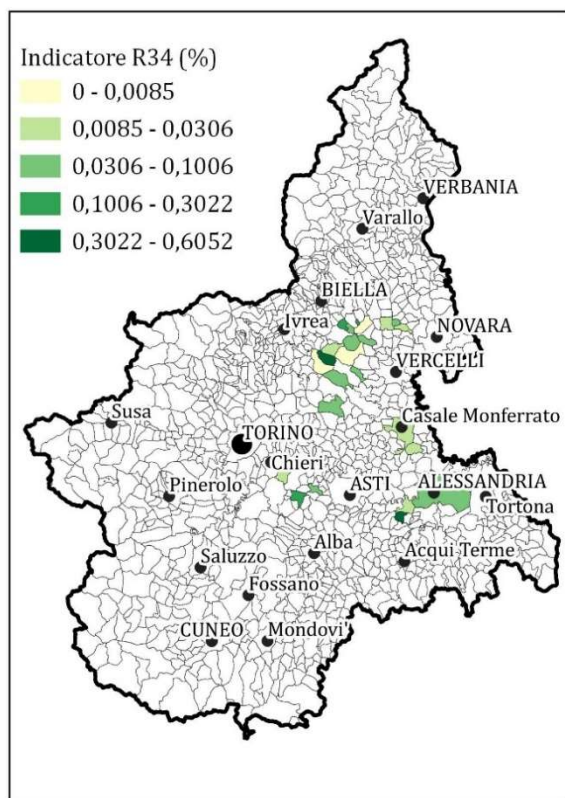 Indicatore R34 (%)
0 - 0,0085
0,0085 - 0,0306
0,0306 - 0,1006
0,1006 - 0,3022
0,3022 - 0,6052
VERBANIA
Varallo
BIELLA
Ivrea
NOVARA
VERCELLI
Susa
Casale Monferrato
TORINO
Chieri
Pinerolo
ASTI
ALESSANDRIA
Tortona
Alba
Acqui Terme
Saluzzo
Fossano
CUNEO
Mondovi'